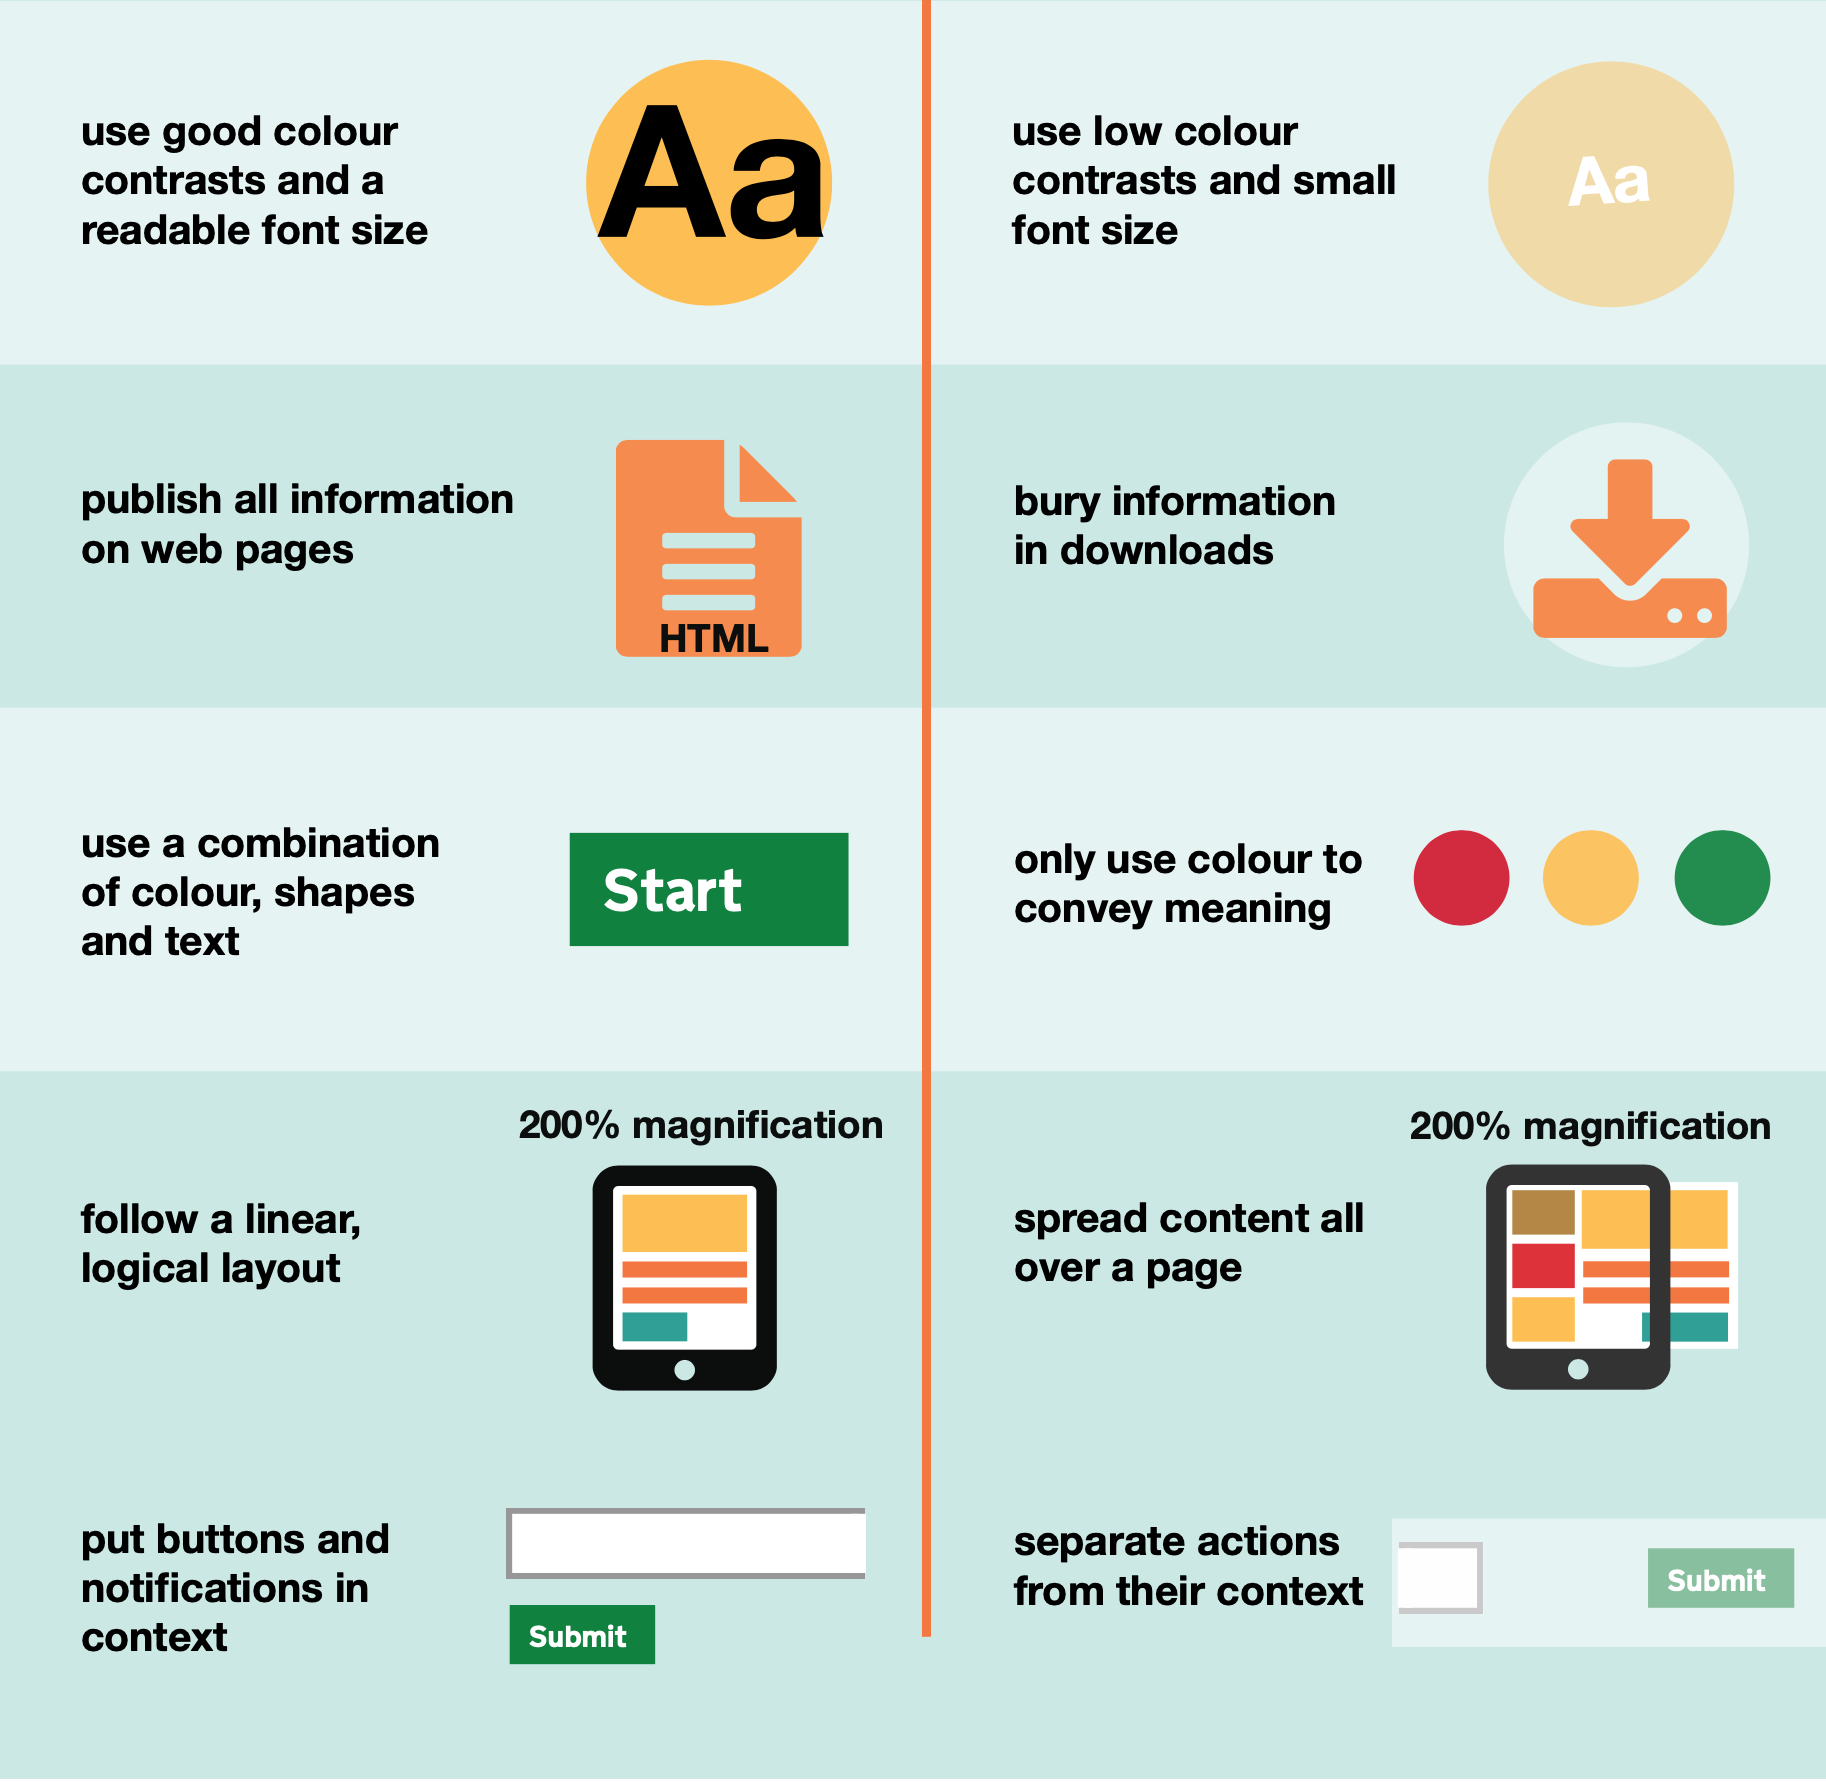 use good colour
contrasts and a
readable font size
Aa
use low colour
contrasts and small
font size
Aa
publish all information
on web pages
HTML
bury information
in downloads
use a combination
of colour, shapes
and text
Start
only use colour to
convey meaning
200% magnification
follow a linear,
logical layout
200% magnification
spread content all
over a page
put buttons and
notifications in
context
Submit
separate actions
from their context
Submit